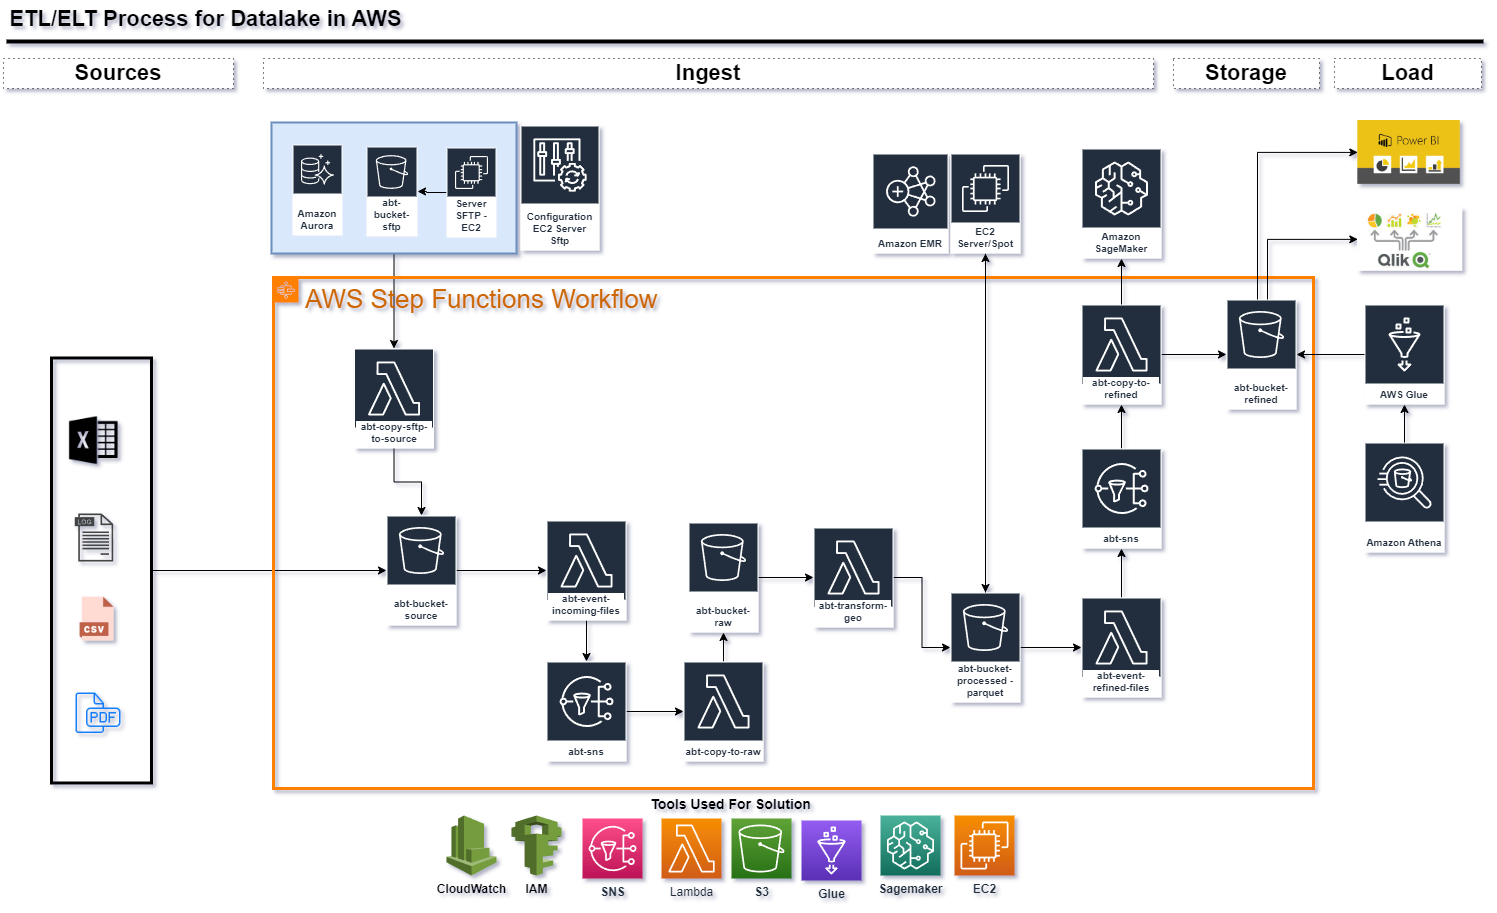 ETL/ELT Process for Datalake in AWS
Sources
Ingest
Storage
Load
Amazon
Aurora
abt-
bucket-
sftp
Server
SFTP -
EC2
Configuration
EC2 Server
Sftp
Amazon EMR
EC2
Server/Spot
Amazon
SageMaker
Power BI
Qlik
AWS Step Functions Workflow
abt-copy-sftp-
to-source
abt-copy-to-
refined
abt-bucket-
refined
AWS Glue
X
LOG
CSV
PDF
abt-bucket-
source
abt-event-
incoming-files
abt-bucket-
raw
abt-transform-
geo
abt-sns
Amazon Athena
abt-bucket-
processed -
parquet
abt-event-
refined-files
abt-sns
abt-copy-to-raw
Tools Used For Solution
CloudWatch
IAM
SNS
Lambda
S3
Glue
Sagemaker
EC2